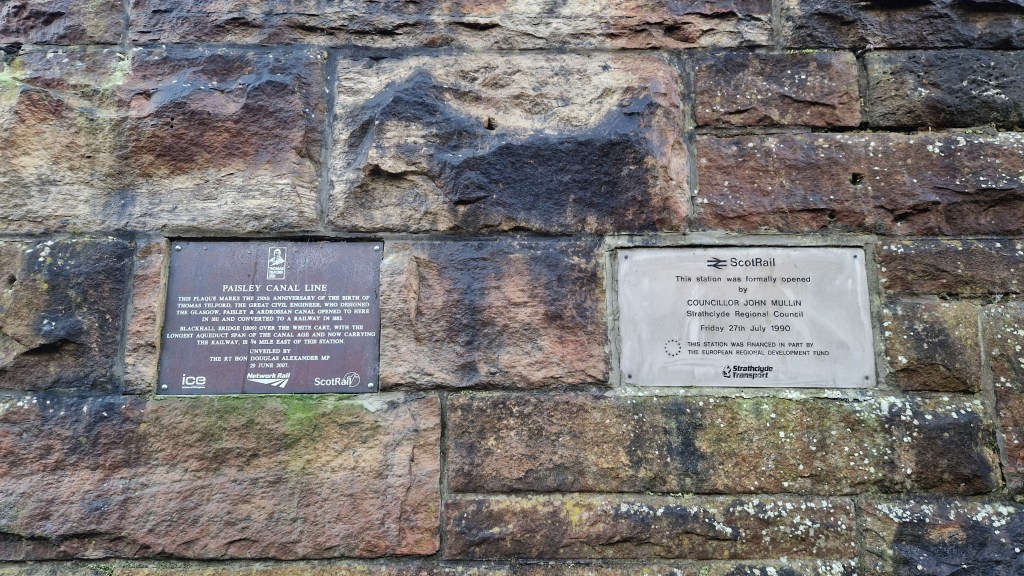 THOMAS
TELFORD
PAISLEY CANAL LINE
THIS PLAQUE MARKS THE 250th ANNIVERSARY OF THE BIRTH OF
THOMAS TELFORD, THE GREAT CIVIL ENGINEER, WHO DESIGNED
THE GLASGOW, PAISLEY & ARDROSSAN CANAL OPENED TO HERE
IN 1811 AND CONVERTED TO A RAILWAY IN 1885.
BLACKHALL BRIDGE (1809) OVER THE WHITE CART, WITH THE
LONGEST AQUEDUCT SPAN OF THE CANAL AGE AND NOW CARRYING
THE RAILWAY, IS ¾ MILE EAST OF THIS STATION.
UNVEILED BY
THE RT HON DOUGLAS ALEXANDER MP
29 JUNE 2007.
ice
Network Rail
ScotRail
ScotRail
This station was formally opened
by
COUNCILLOR JOHN MULLIN
Strathclyde Regional Council
Friday 27th July 1990
THIS STATION WAS FINANCED IN PART BY
THE EUROPEAN REGIONAL DEVELOPMENT FUND
Strathclyde
Transport